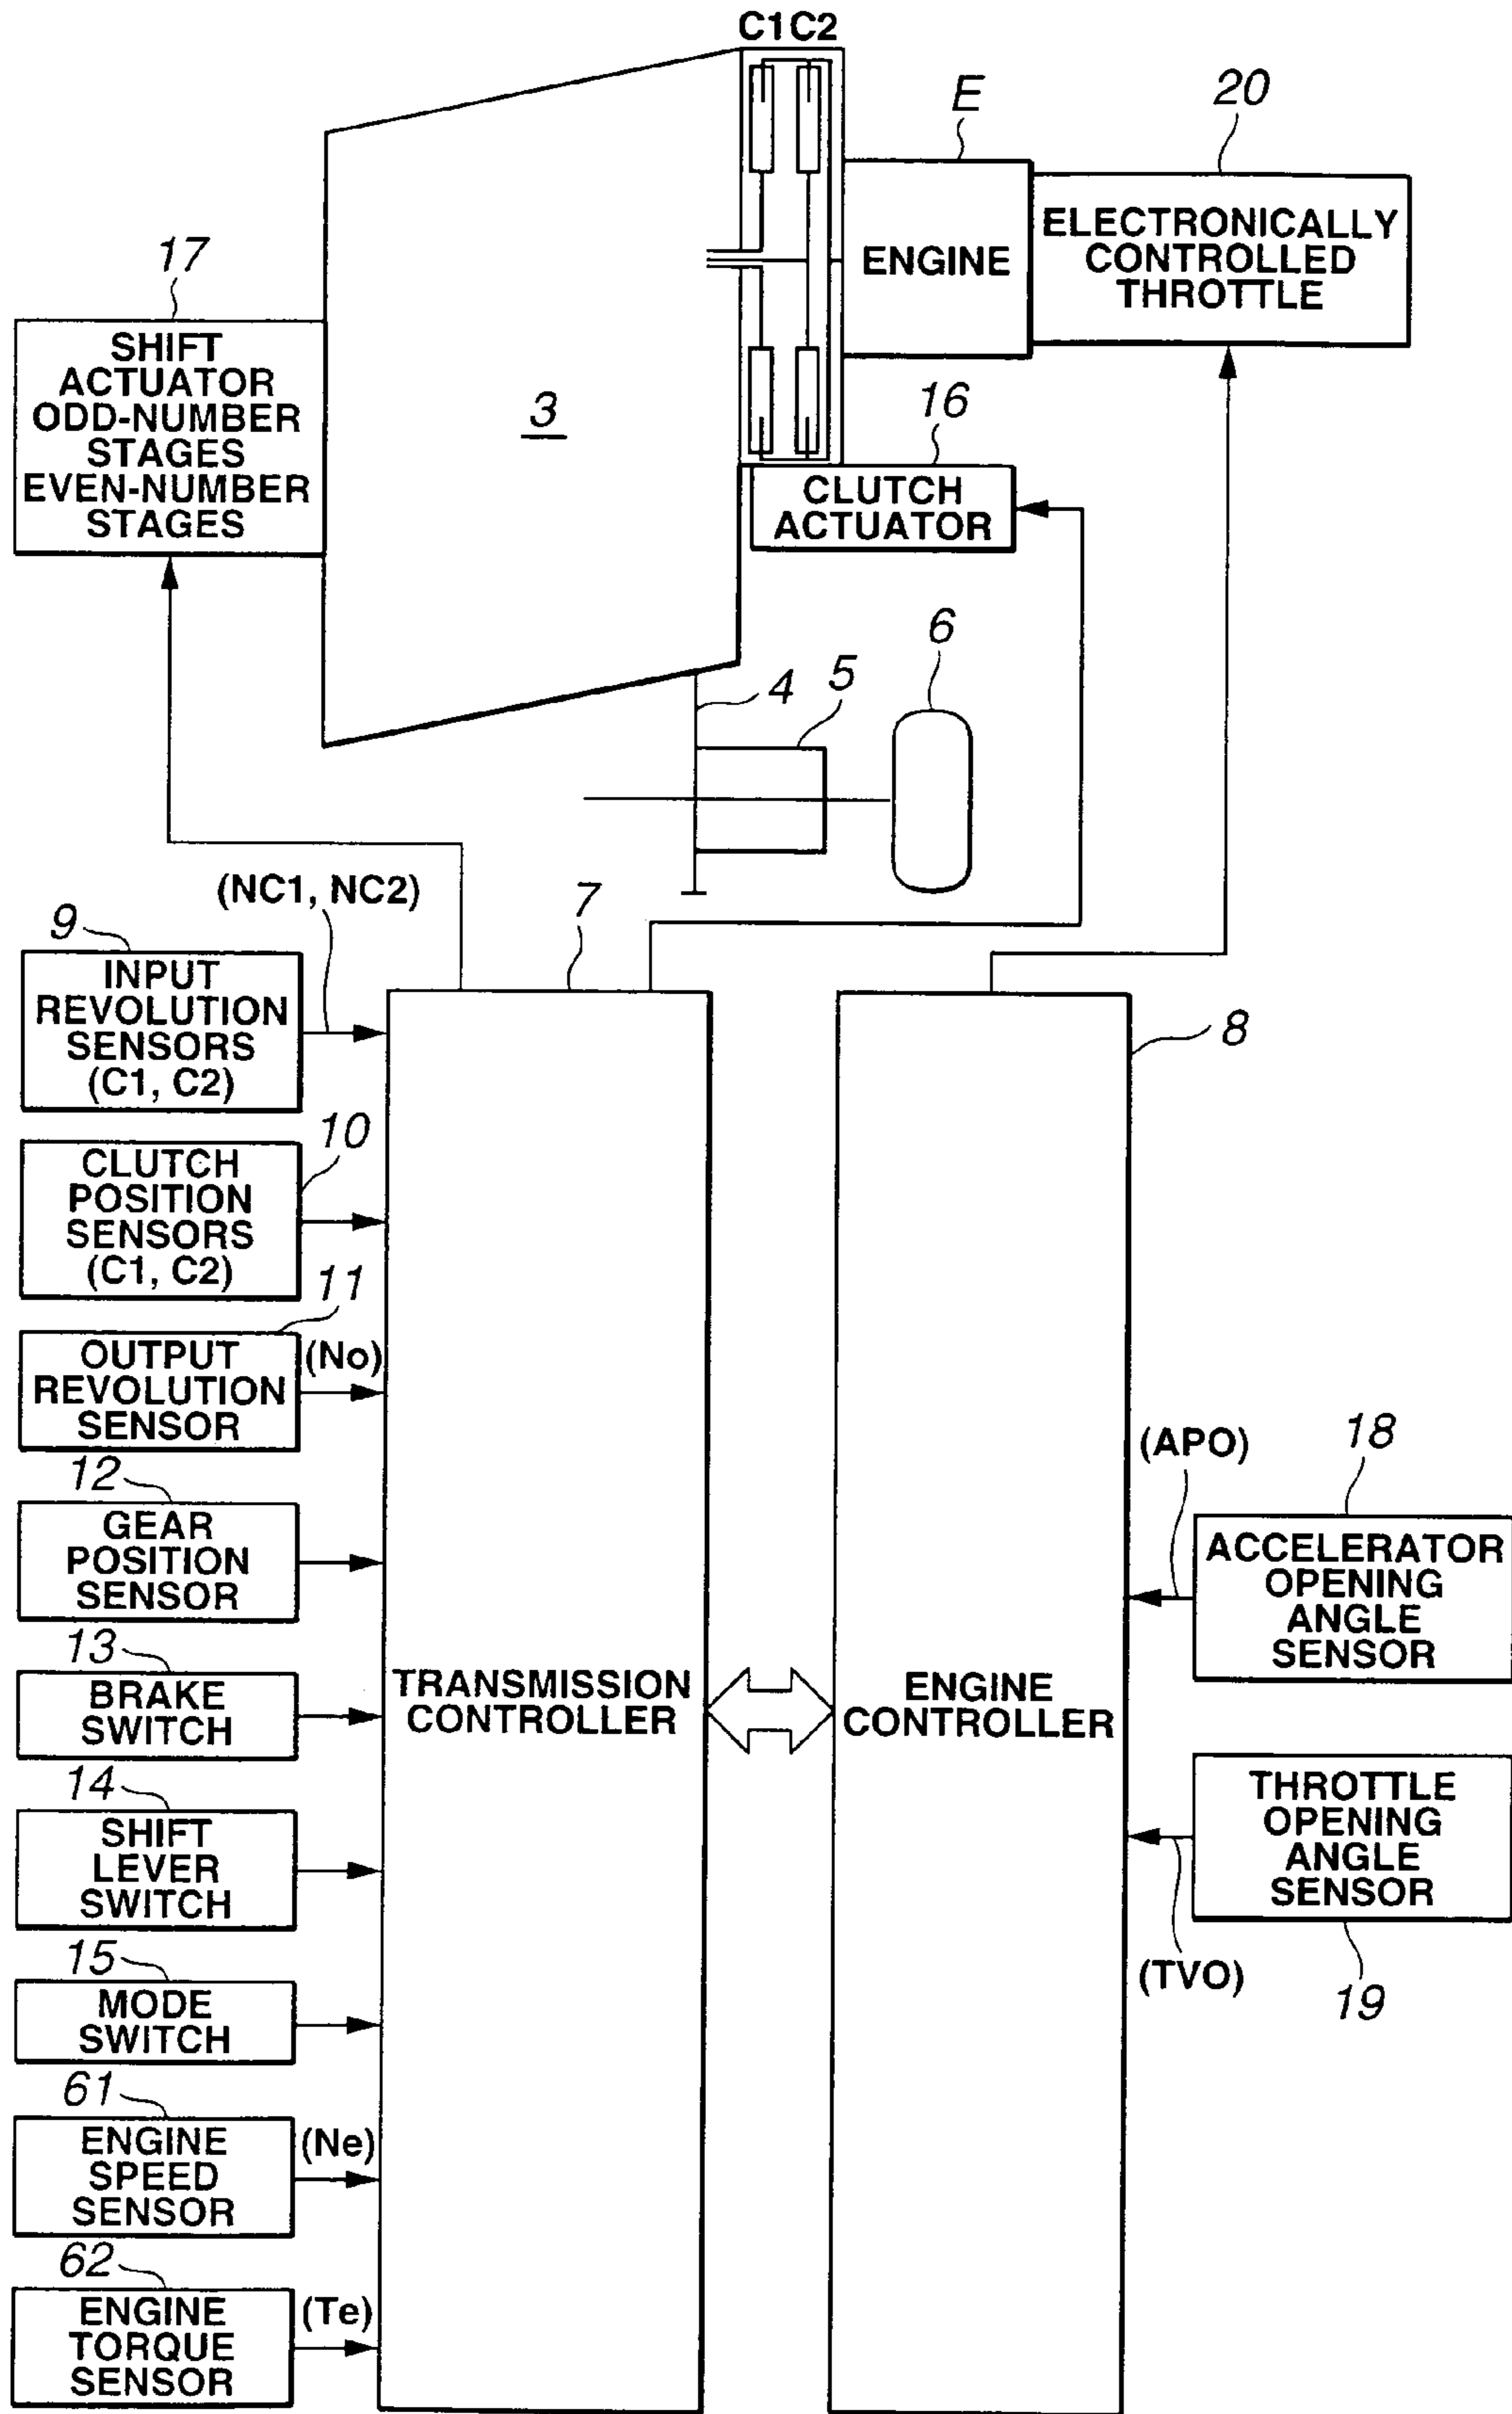 C1C2
E
20
ENGINE
ELECTRONICALLY
CONTROLLED
THROTTLE
17
SHIFT
ACTUATOR
ODD-NUMBER
STAGES
EVEN-NUMBER
STAGES
3
16
CLUTCH
ACTUATOR
4
5
6
(NC1, NC2)
7
8
9
INPUT
REVOLUTION
SENSORS
(C1, C2)
10
CLUTCH
POSITION
SENSORS
(C1, C2)
11
OUTPUT
REVOLUTION
SENSOR
(No)
12
GEAR
POSITION
SENSOR
13
BRAKE
SWITCH
14
SHIFT
LEVER
SWITCH
15
MODE
SWITCH
61
ENGINE
SPEED
SENSOR
(Ne)
62
ENGINE
TORQUE
SENSOR
(Te)
TRANSMISSION
CONTROLLER
ENGINE
CONTROLLER
(APO)
18
ACCELERATOR
OPENING
ANGLE
SENSOR
THROTTLE
OPENING
ANGLE
SENSOR
(TVO)
19